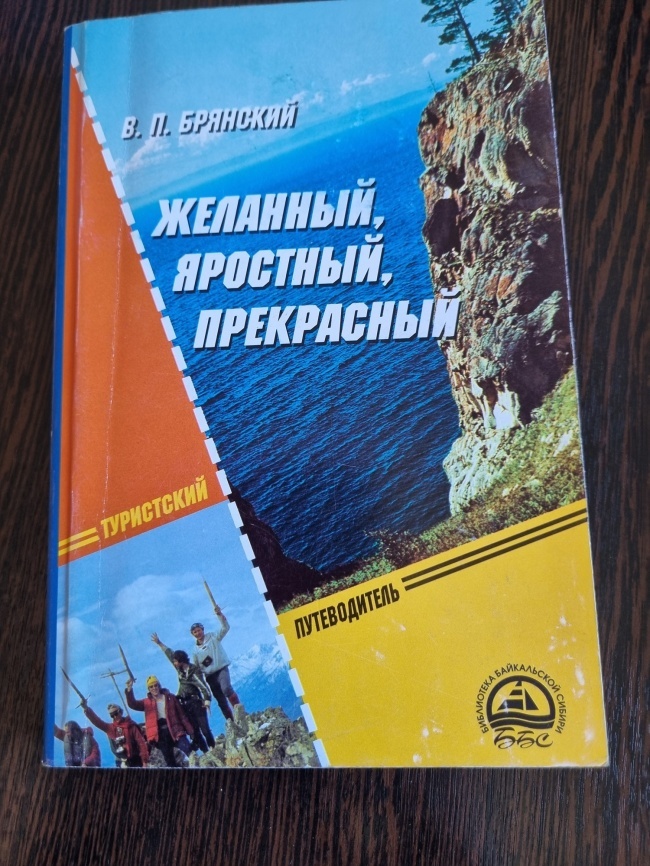 В. П. БРЯНСКИЙ
ЖЕЛАННЫЙ,
ЯРОСТНЫЙ,
ПРЕКРАСНЫЙ
ТУРИСТСКИЙ
ПУТЕВОДИТЕЛЬ
БИБЛИОТЕКА БАЙКАЛЬСКОЙ СИБИРИ
ББС